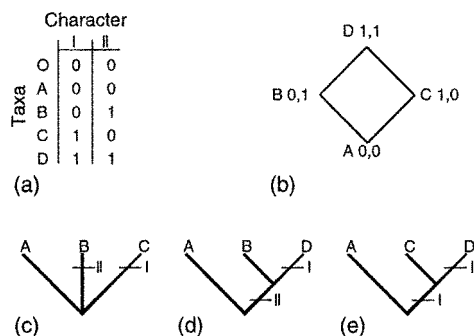 Character
I II
Taxa
O 0 0
A 0 0
B 0 1
C 1 0
D 1 1
(a)
D 1,1
B 0,1
C 1,0
A 0,0
(b)
A B C
II I
(c)
A B D
I
II
(d)
A C D
I
I
(e)